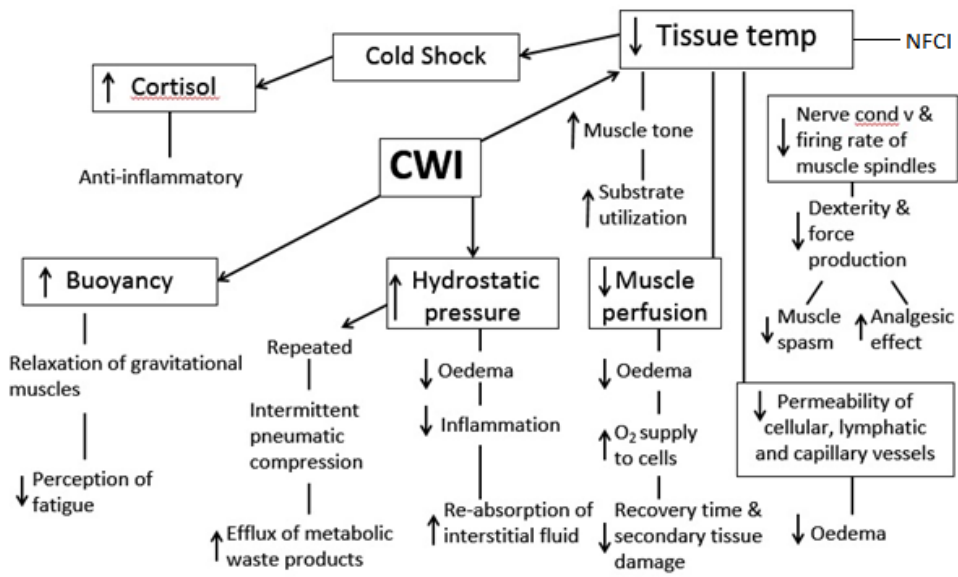 ↓ Tissue temp
NFCI
Cold Shock
↑ Cortisol
Anti-inflammatory
CWI
↑ Muscle tone
↑ Substrate
utilization
↓ Nerve cond v &
firing rate of
muscle spindles
↓ Dexterity &
force
production
↓ Muscle
spasm
↑ Analgesic
effect
↑ Buoyancy
Relaxation of gravitational
muscles
↓ Perception of
fatigue
↑ Hydrostatic
pressure
Repeated
Intermittent
pneumatic
compression
↑ Efflux of metabolic
waste products
↓ Oedema
↓ Inflammation
↑ Re-absorption of
interstitial fluid
↓ Muscle
perfusion
↓ Oedema
↑ O₂ supply
to cells
↓ Recovery time &
secondary tissue
damage
↓ Permeability of
cellular, lymphatic
and capillary vessels
↓ Oedema